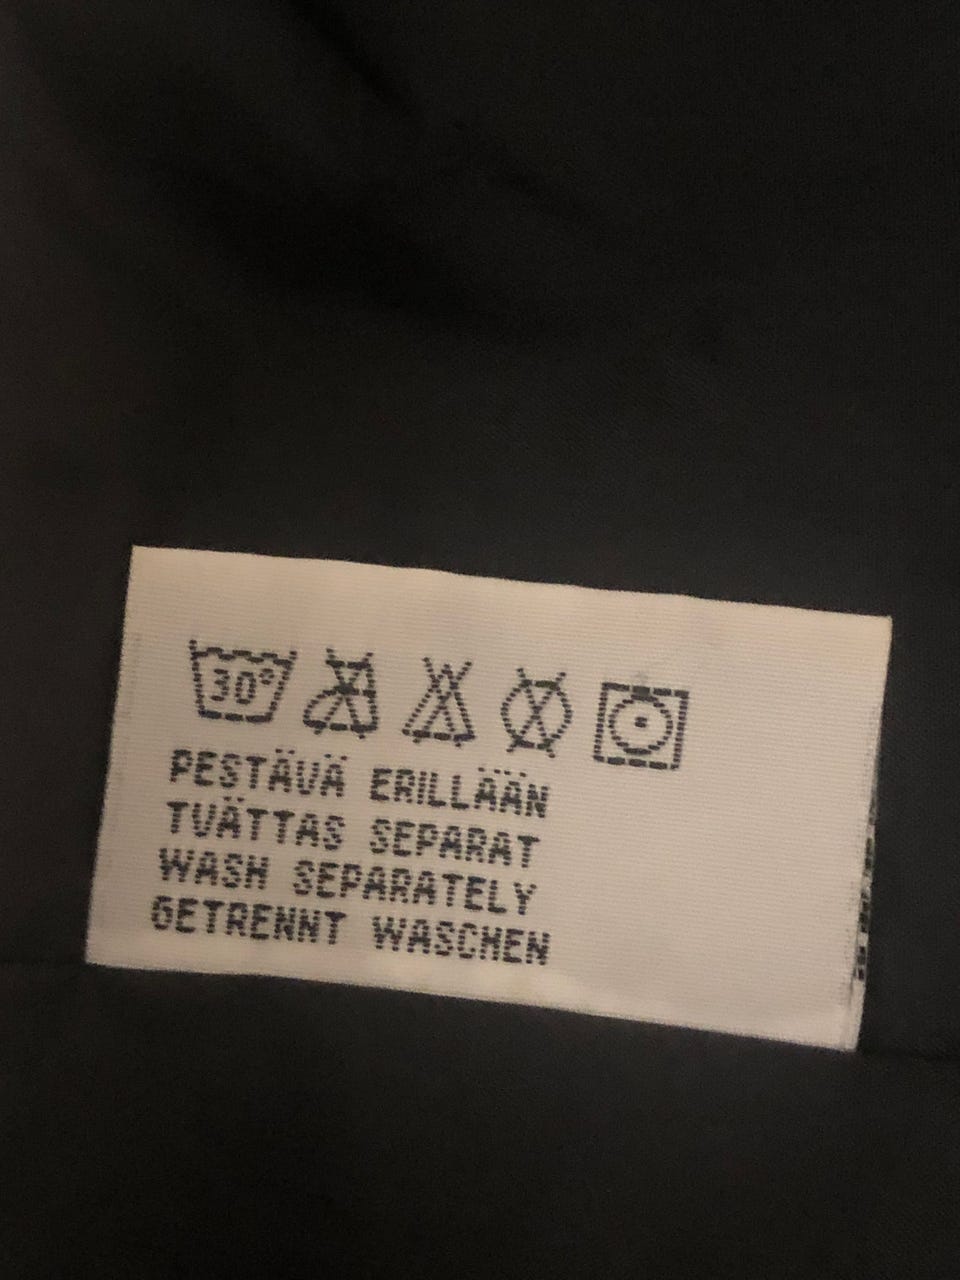 30°
PESTÄVÄ ERILLÄÄN
TVÄTTAS SEPARAT
WASH SEPARATELY
GETRENNT WASCHEN